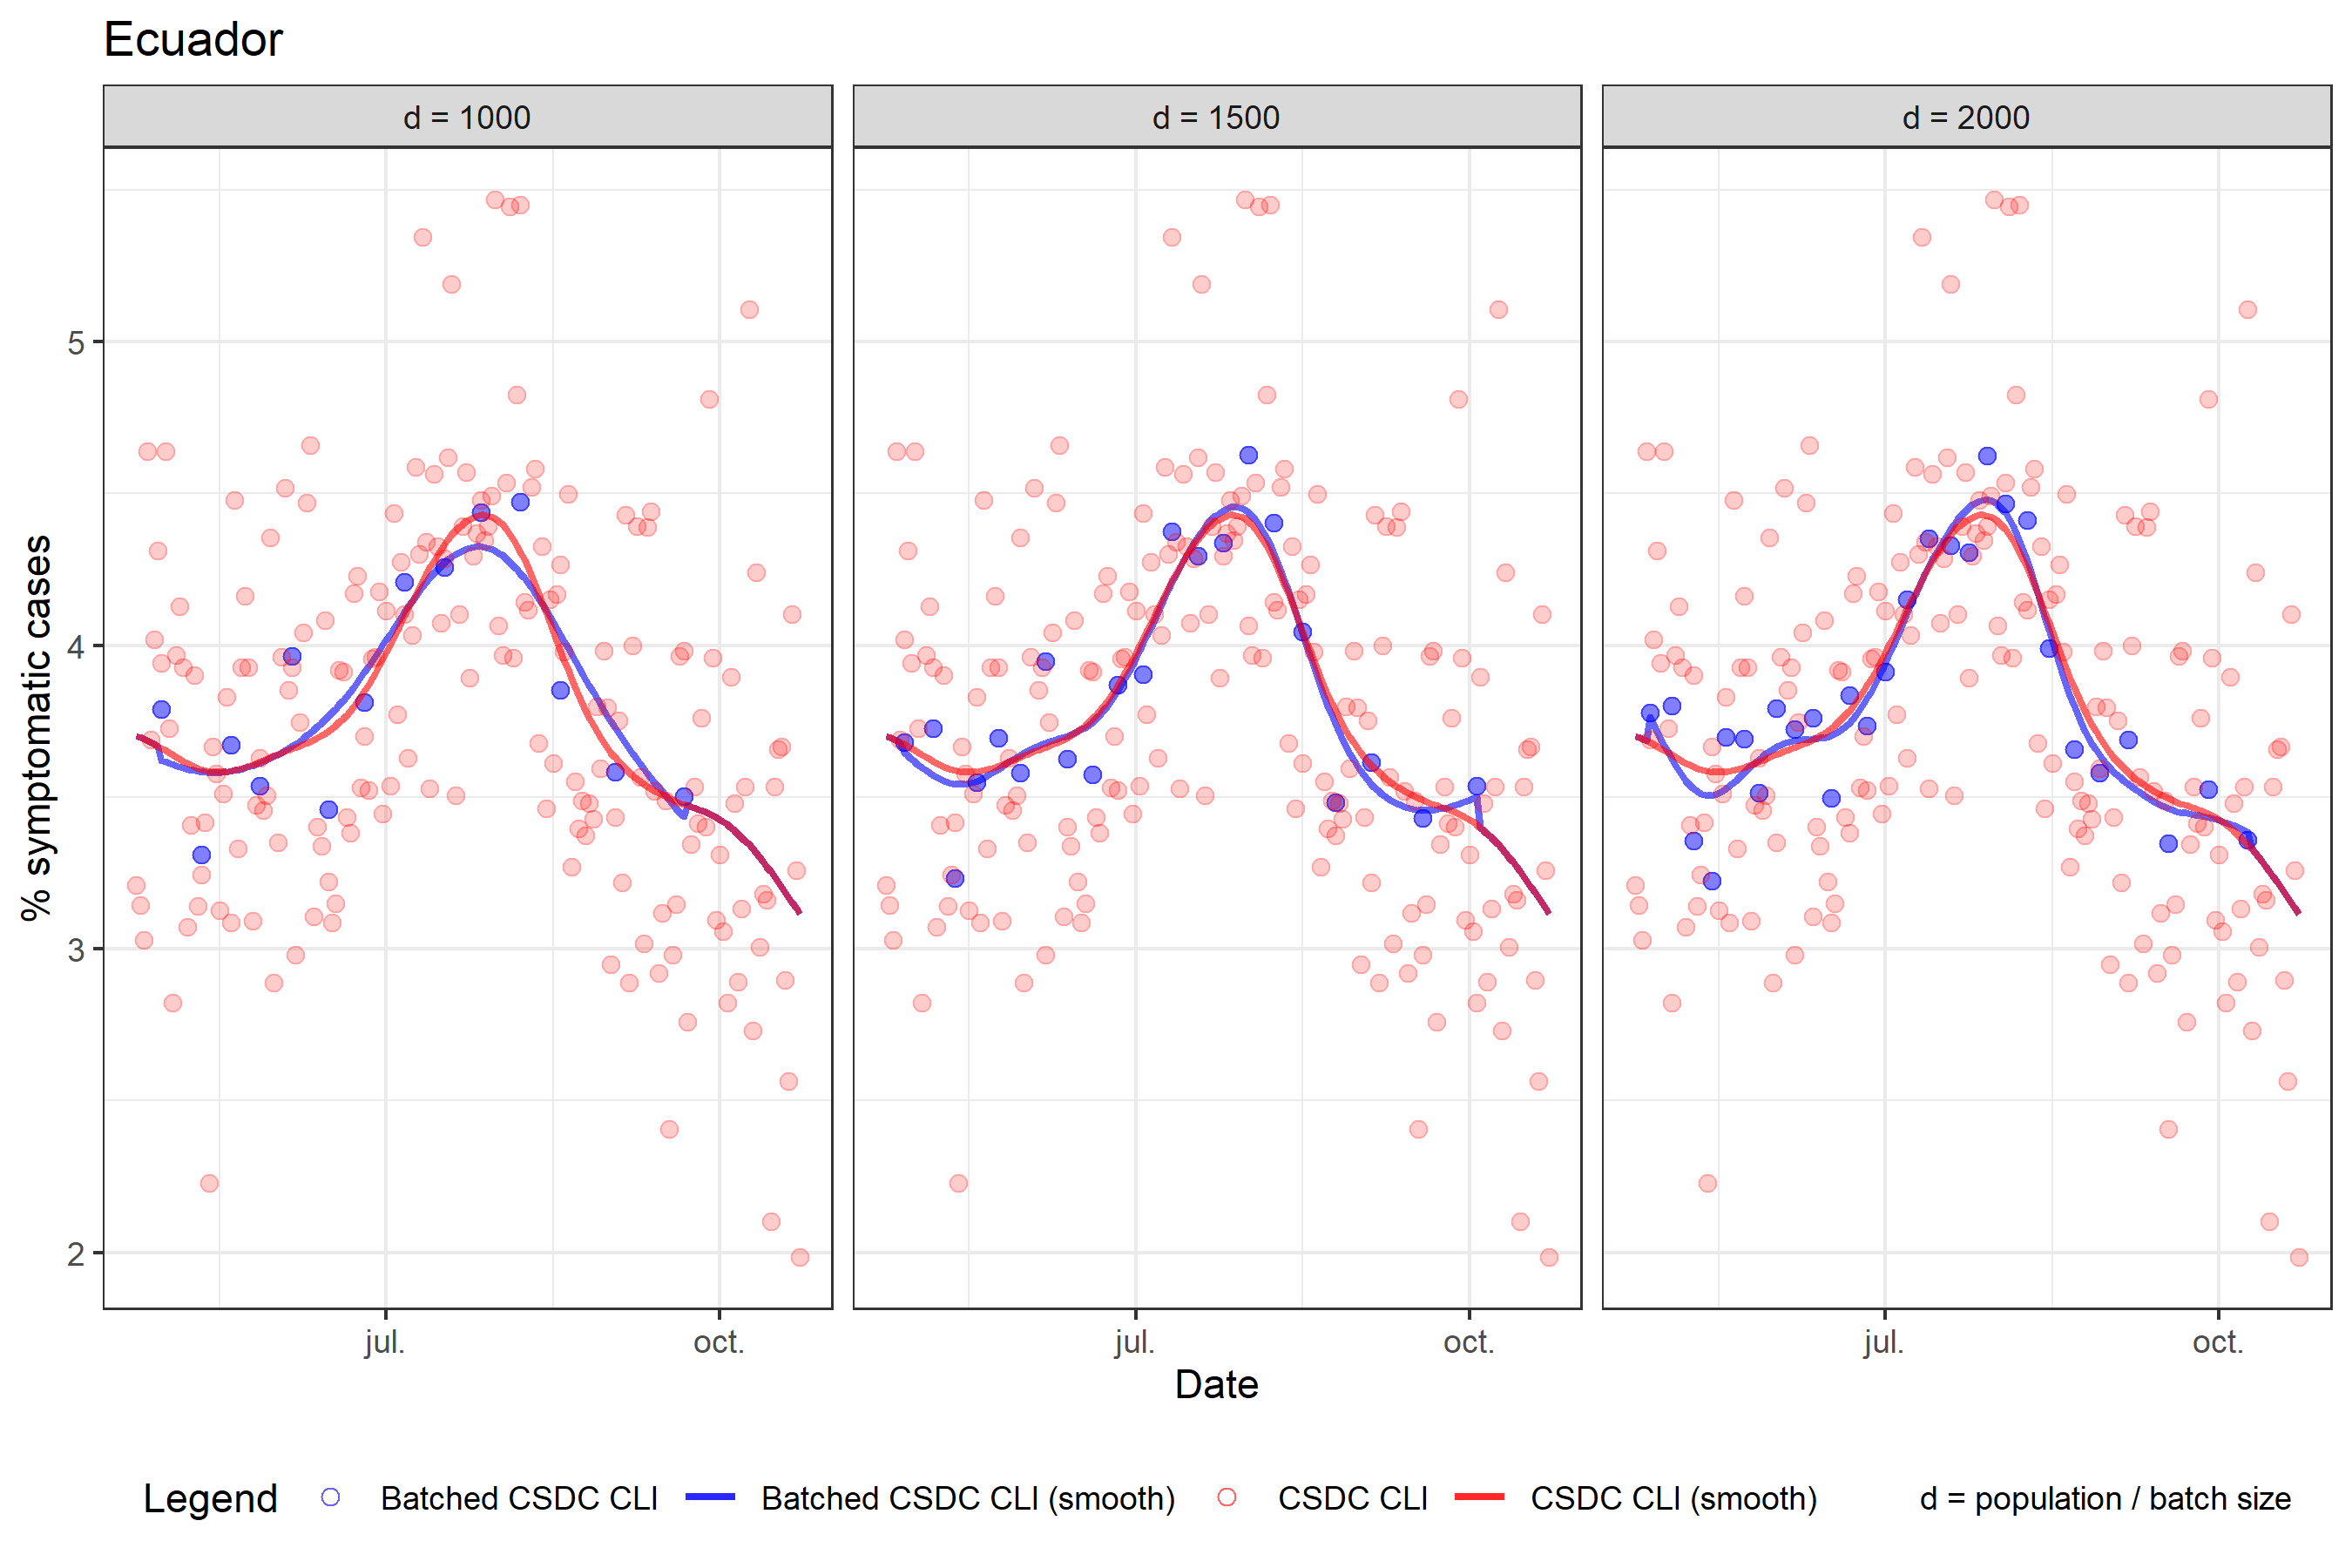 Ecuador
d = 1000
d = 1500
d = 2000
% symptomatic cases
5
4
3
2
jul.
oct.
jul.
oct.
jul.
oct.
Date
Legend Batched CSDC CLI Batched CSDC CLI (smooth) CSDC CLI CSDC CLI (smooth) d = population / batch size